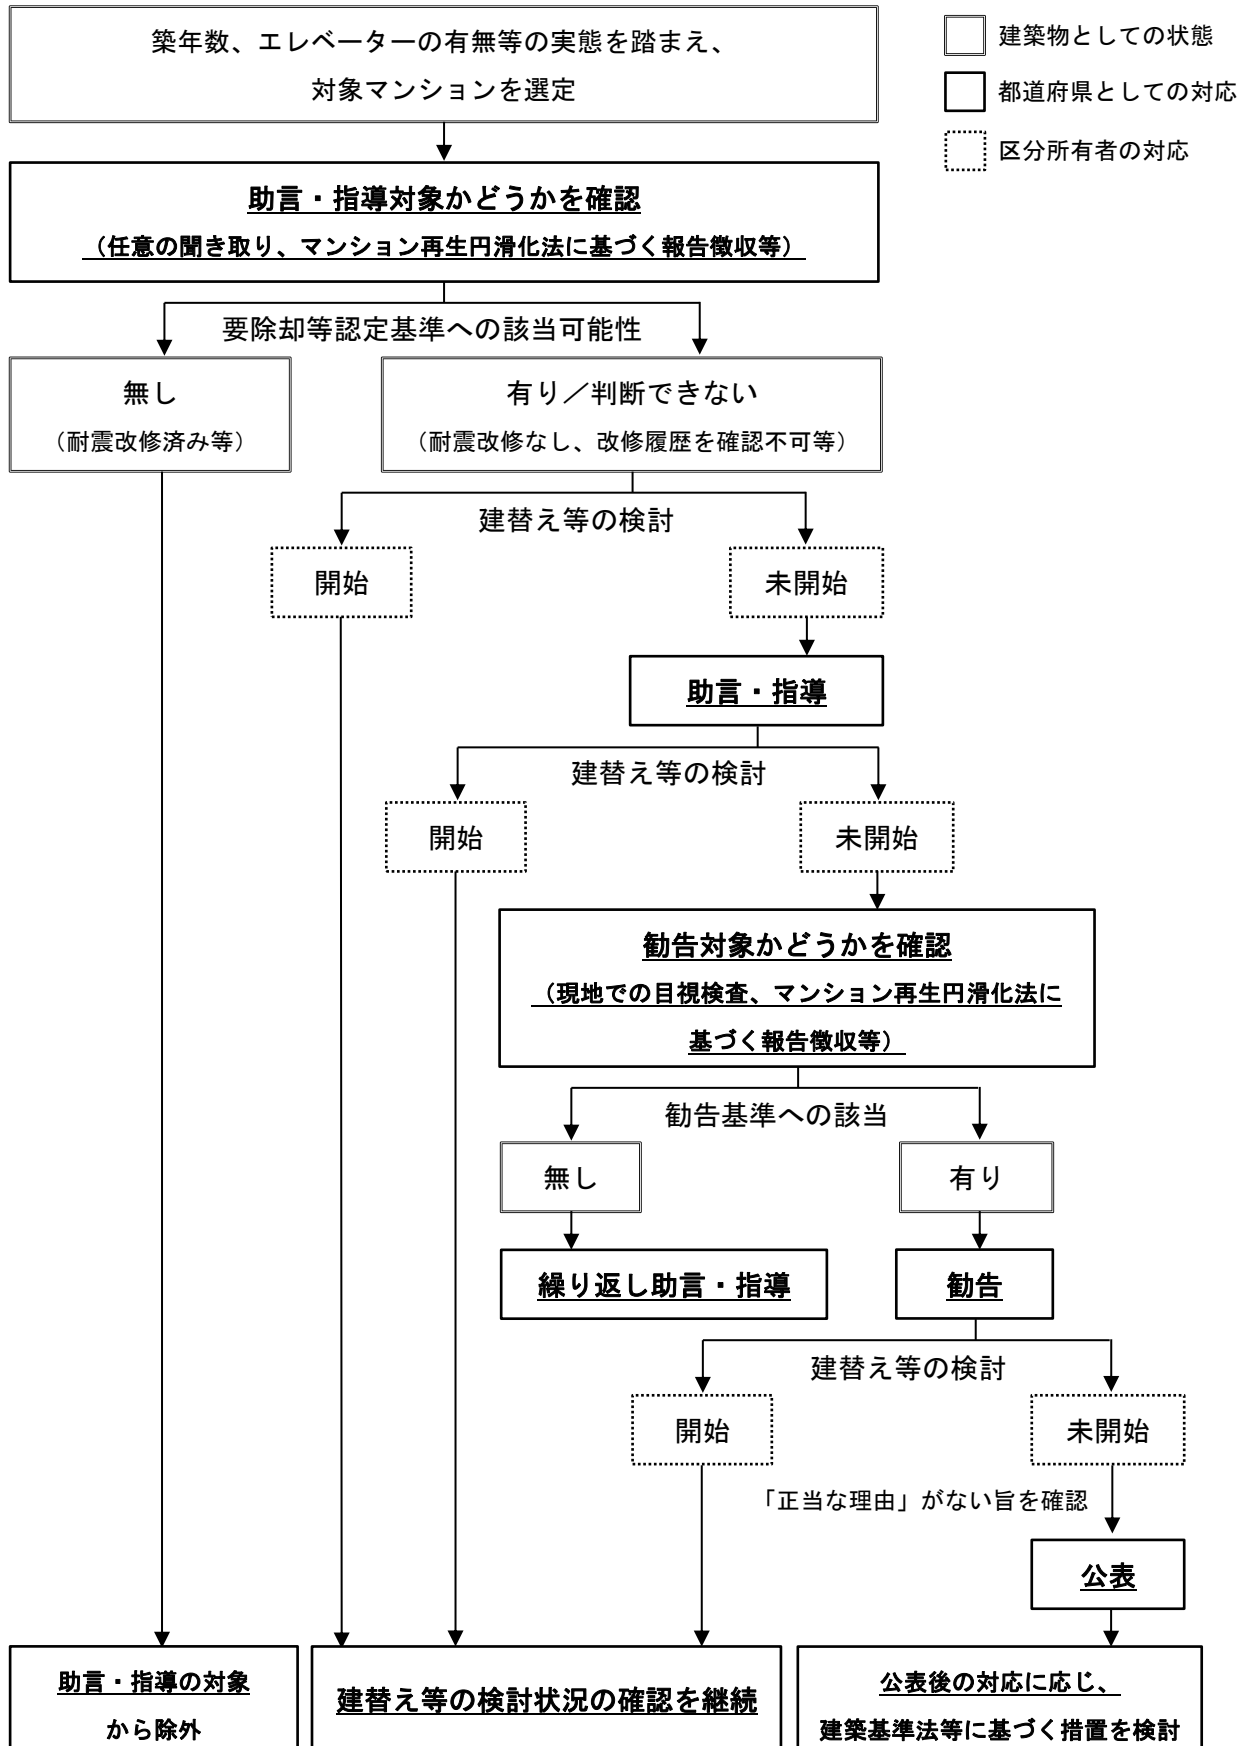 築年数、エレベーターの有無等の実態を踏まえ、
対象マンションを選定
建築物としての状態
都道府県としての対応
区分所有者の対応
助言・指導対象かどうかを確認
（任意の聞き取り、マンション再生円滑化法に基づく報告徴収等）
要除却等認定基準への該当可能性
無し
（耐震改修済み等）
有り／判断できない
（耐震改修なし、改修履歴を確認不可等）
建替え等の検討
開始
未開始
助言・指導
建替え等の検討
開始
未開始
勧告対象かどうかを確認
（現地での目視検査、マンション再生円滑化法に
基づく報告徴収等）
勧告基準への該当
無し
有り
繰り返し助言・指導
勧告
建替え等の検討
開始
未開始
「正当な理由」がない旨を確認
公表
助言・指導の対象
から除外
建替え等の検討状況の確認を継続
公表後の対応に応じ、
建築基準法等に基づく措置を検討